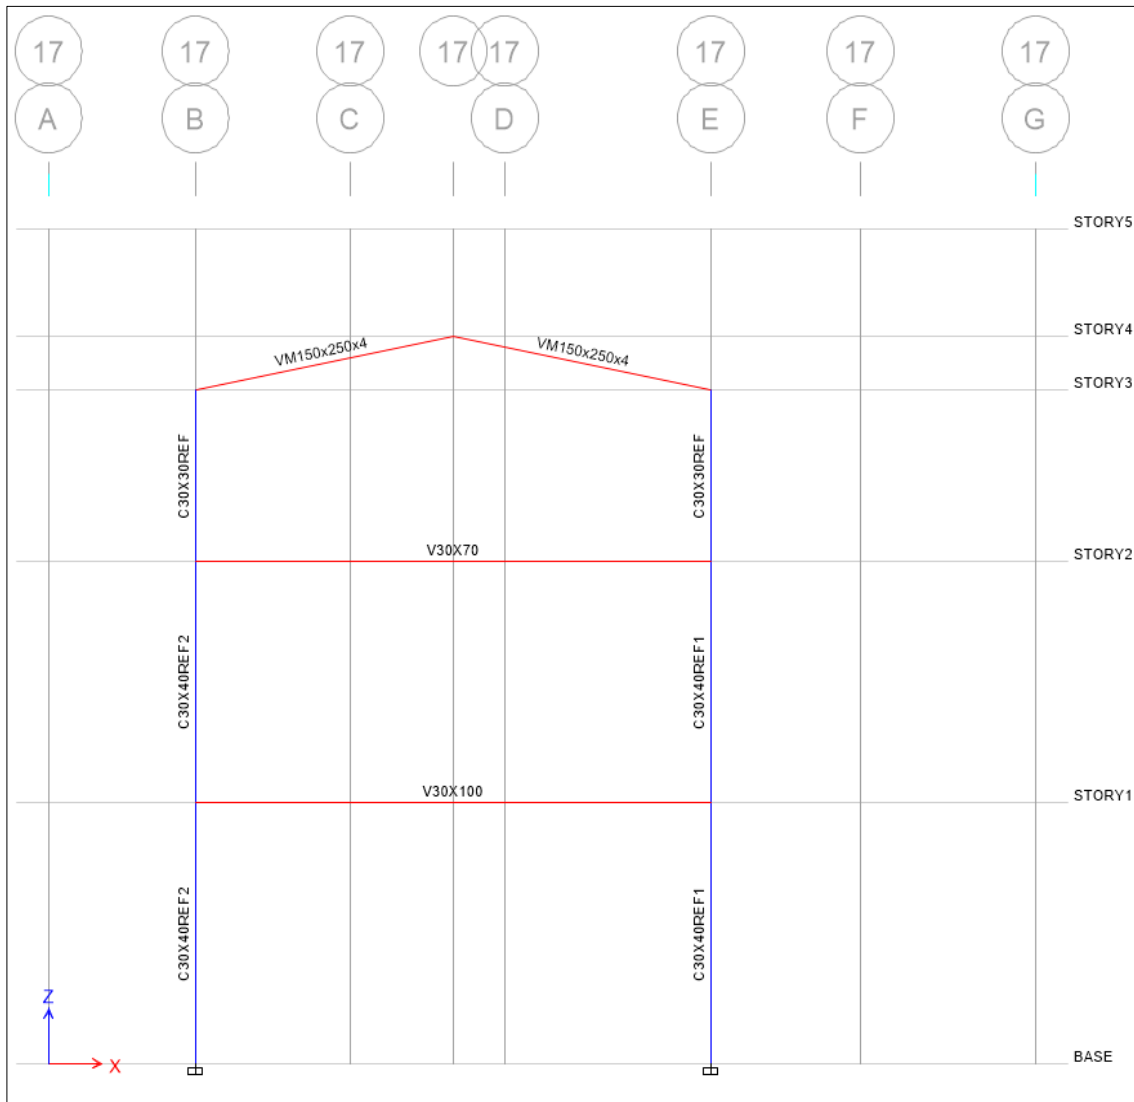 17 17 17 17 17 17 17 17
A B C D E F G
STORY5
STORY4
VM150x250x4 VM150x250x4
STORY3
C30X30REF C30X30REF
V30X70
STORY2
C30X40REF2 C30X40REF1
V30X100
STORY1
C30X40REF2 C30X40REF1
Z
X
BASE